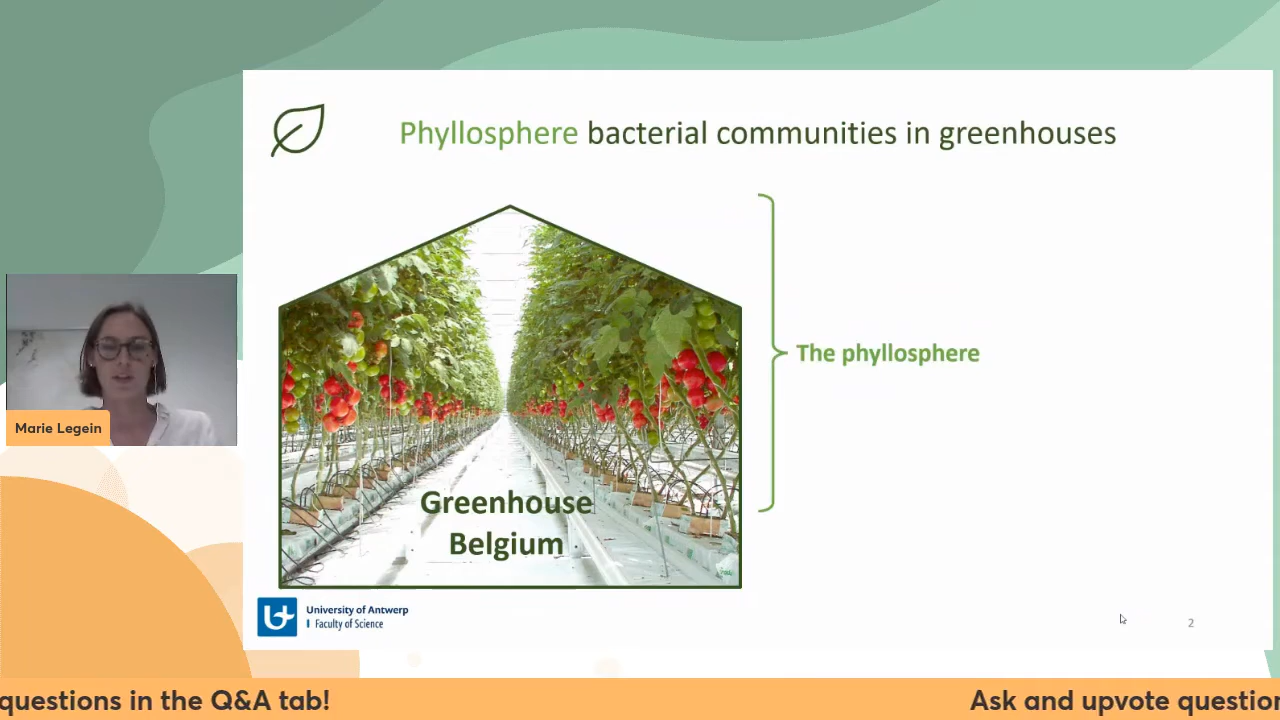 Phyllosphere bacterial communities in greenhouses
The phyllosphere
Marie Legein
Greenhouse
Belgium
University of Antwerp
Faculty of Science
2
questions in the Q&A tab!
Ask and upvote question